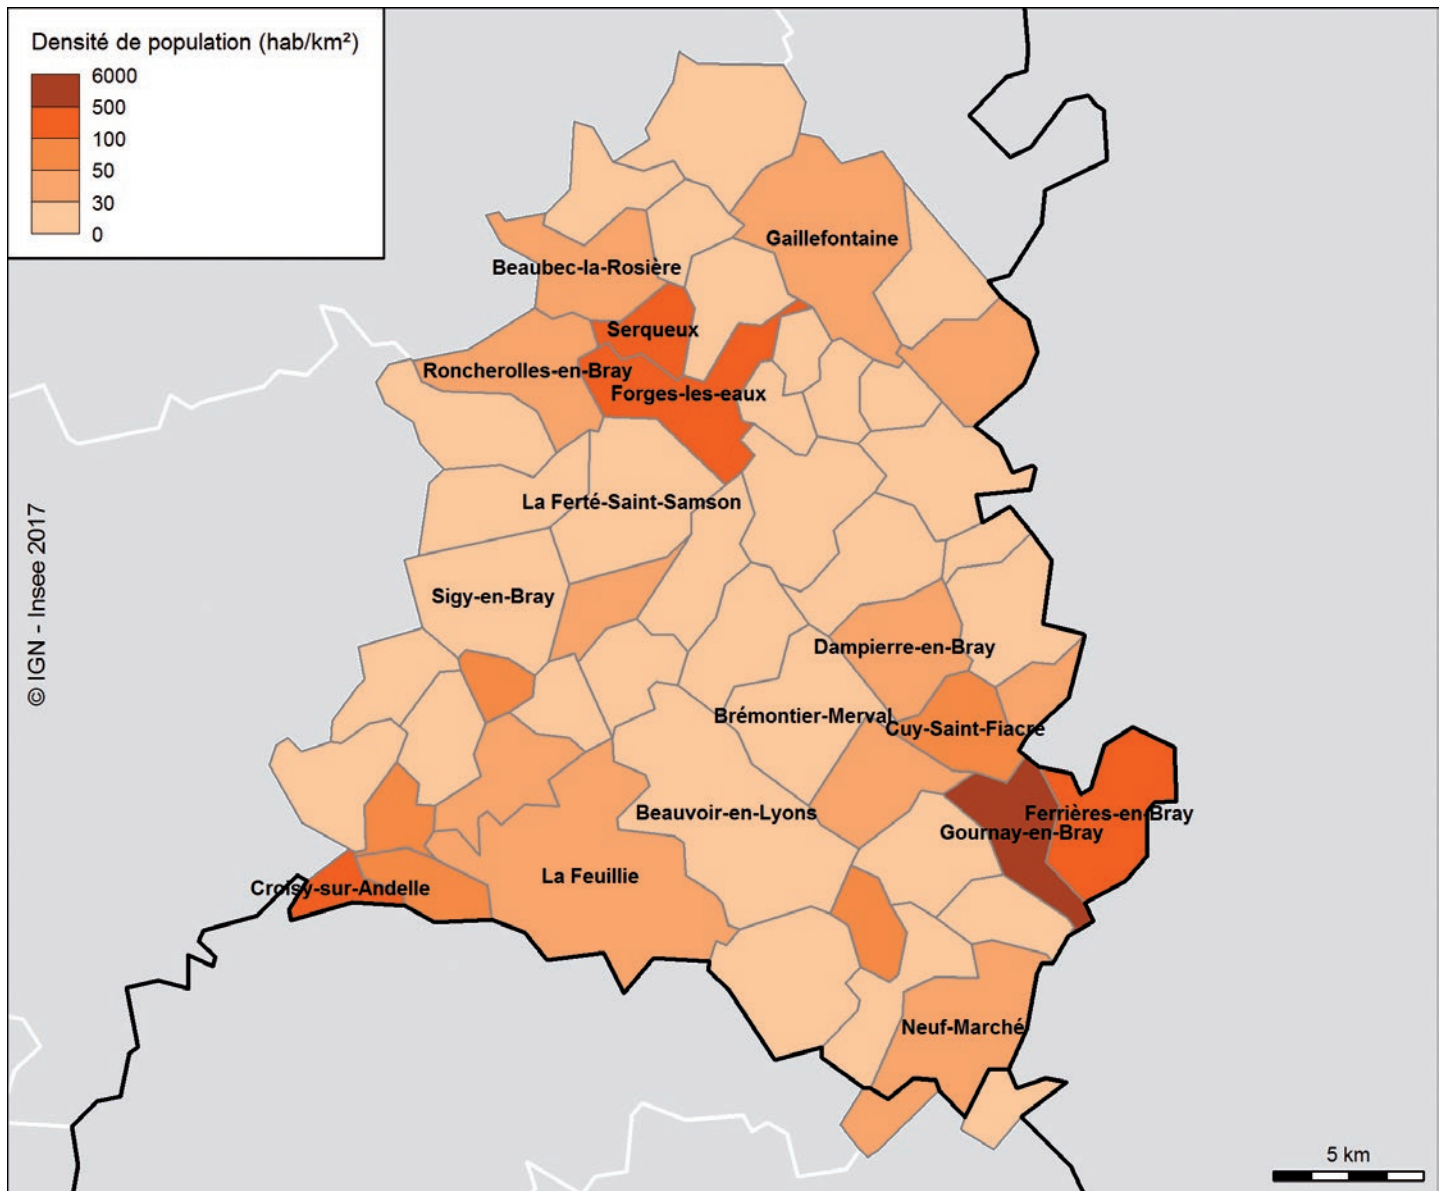 Densité de population (hab/km²)
6000
500
100
50
30
0
Gaillefontaine
Beaubec-la-Rosière
Serqueux
Roncherolles-en-Bray
Forges-les-eaux
La Ferté-Saint-Samson
© IGN - Insee 2017
Sigy-en-Bray
Dampierre-en-Bray
Brémontier-Merval
Cuy-Saint-Fiacre
Beauvoir-en-Lyons
Ferrières-en-Bray
Gournay-en-Bray
La Feuillie
Croisy-sur-Andelle
Neuf-Marché
5 km